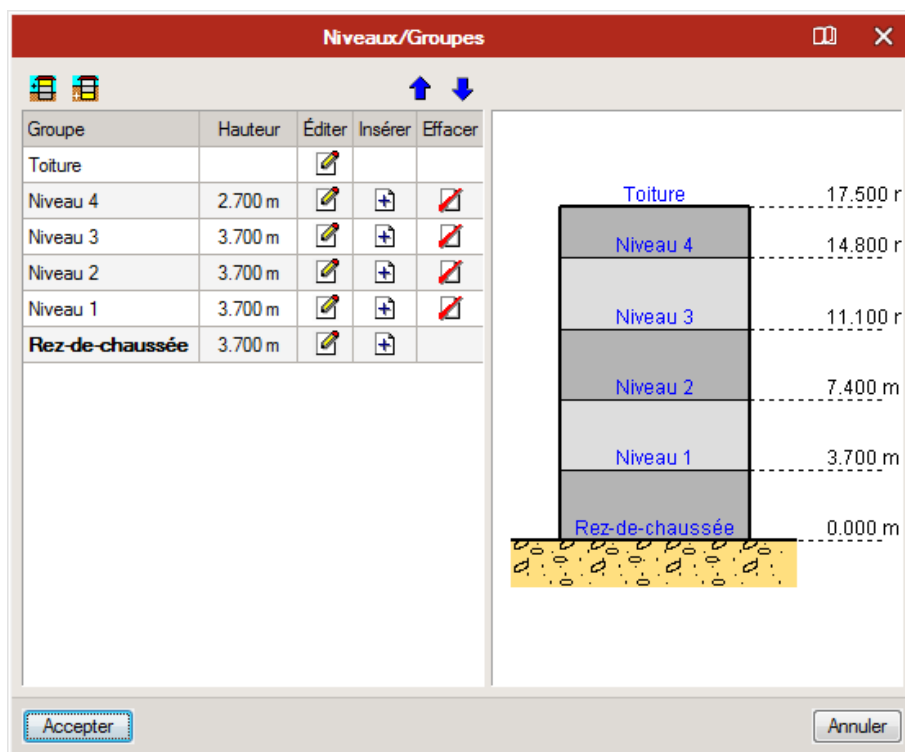 Niveaux/Groupes
Groupe Hauteur Éditer Insérer Effacer
Toiture
Niveau 4 2.700 m
Niveau 3 3.700 m
Niveau 2 3.700 m
Niveau 1 3.700 m
Rez-de-chaussée 3.700 m
Toiture 17.500 r
Niveau 4 14.800 r
Niveau 3 11.100 r
Niveau 2 7.400 m
Niveau 1 3.700 m
Rez-de-chaussée 0.000 m
Accepter Annuler